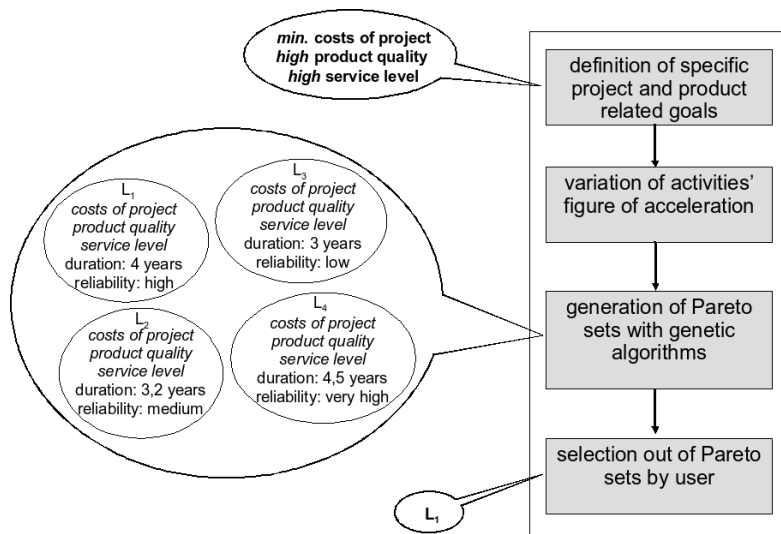 min. costs of project
high product quality
high service level
definition of specific
project and product
related goals
variation of activities'
figure of acceleration
L1
costs of project
product quality
service level
duration: 4 years
reliability: high
L3
costs of project
product quality
service level
duration: 3 years
reliability: low
L2
costs of project
product quality
service level
duration: 3,2 years
reliability: medium
L4
costs of project
product quality
service level
duration: 4,5 years
reliability: very high
generation of Pareto
sets with genetic
algorithms
selection out of Pareto
sets by user
L1